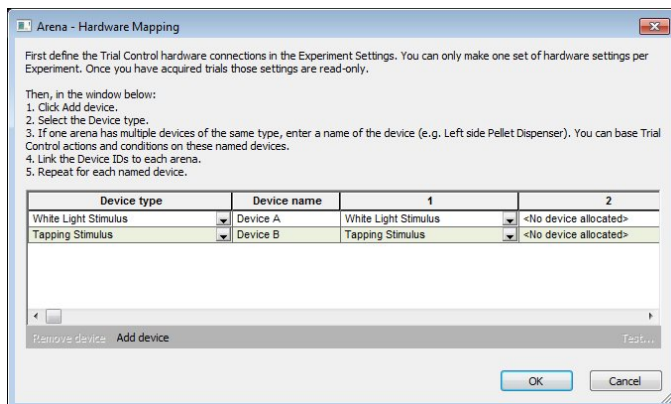 Arena - Hardware Mapping
First define the Trial Control hardware connections in the Experiment Settings. You can only make one set of hardware settings per
Experiment. Once you have acquired trials those settings are read-only.
Then, in the window below:
1. Click Add device.
2. Select the Device type.
3. If one arena has multiple devices of the same type, enter a name of the device (e.g. Left side Pellet Dispenser). You can base Trial
Control actions and conditions on these named devices.
4. Link the Device IDs to each arena.
5. Repeat for each named device.
Device type Device name 1 2
White Light Stimulus Device A White Light Stimulus <No device allocated>
Tapping Stimulus Device B Tapping Stimulus <No device allocated>
Remove device Add device Test...
OK Cancel